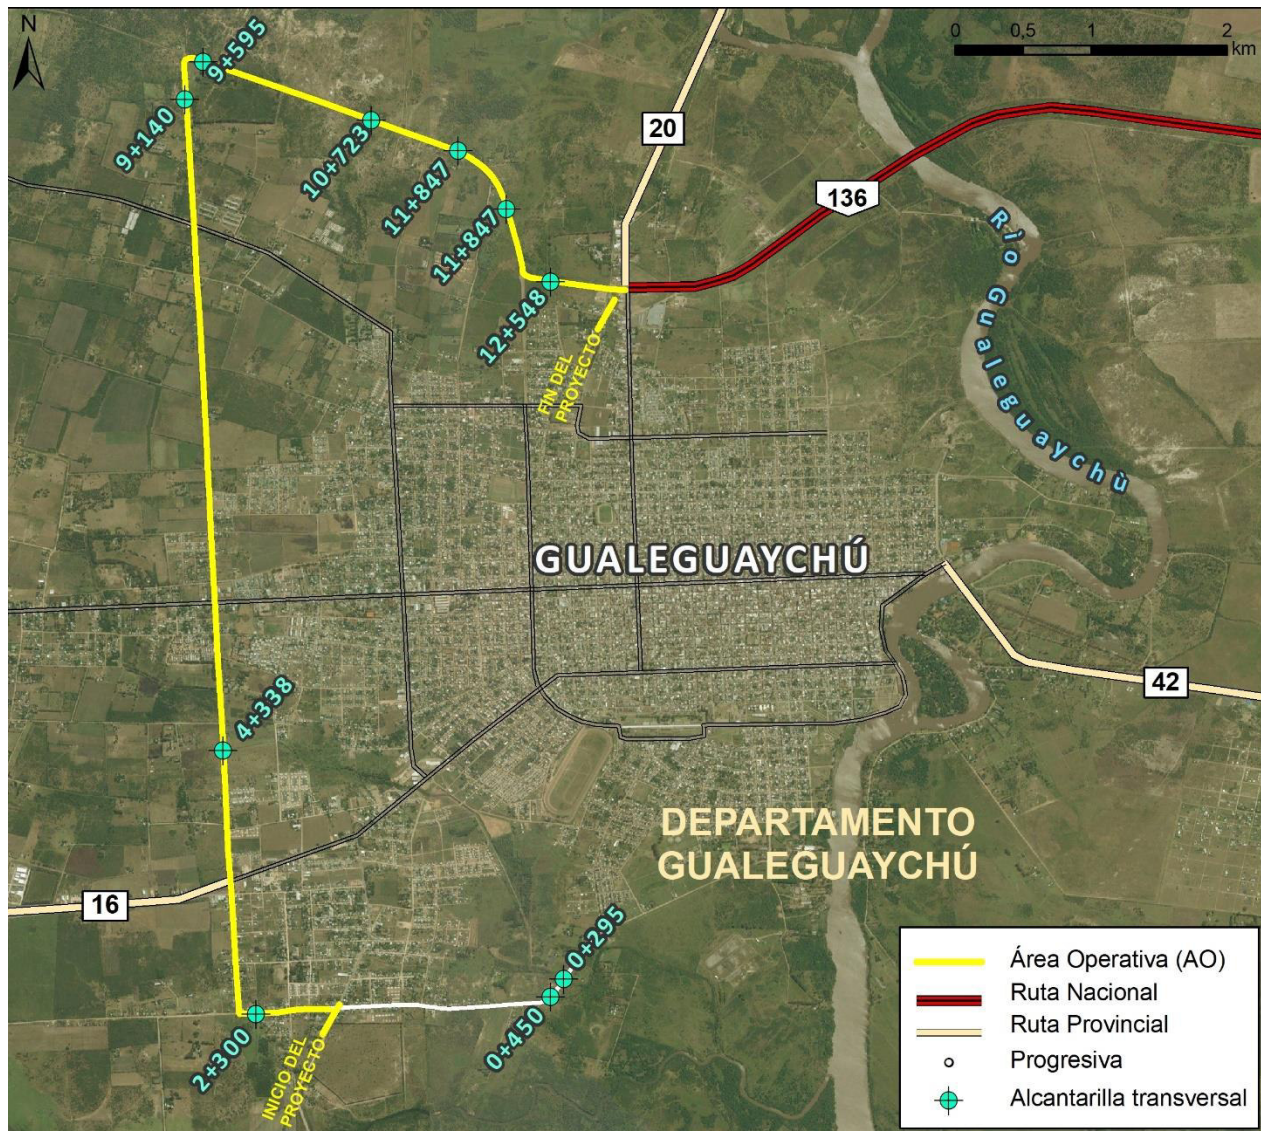 N
0 0,5 1 2
km
9+595
9+140
20
10+723
11+847
136
11+847
Rìo Gualeguaychù
12+548
FIN DEL
PROYECTO
GUALEGUAYCHÚ
4+338
42
DEPARTAMENTO
GUALEGUAYCHÚ
16
0+295
0+450
2+300
INICIO DEL
PROYECTO
Área Operativa (AO)
Ruta Nacional
Ruta Provincial
Progresiva
Alcantarilla transversal